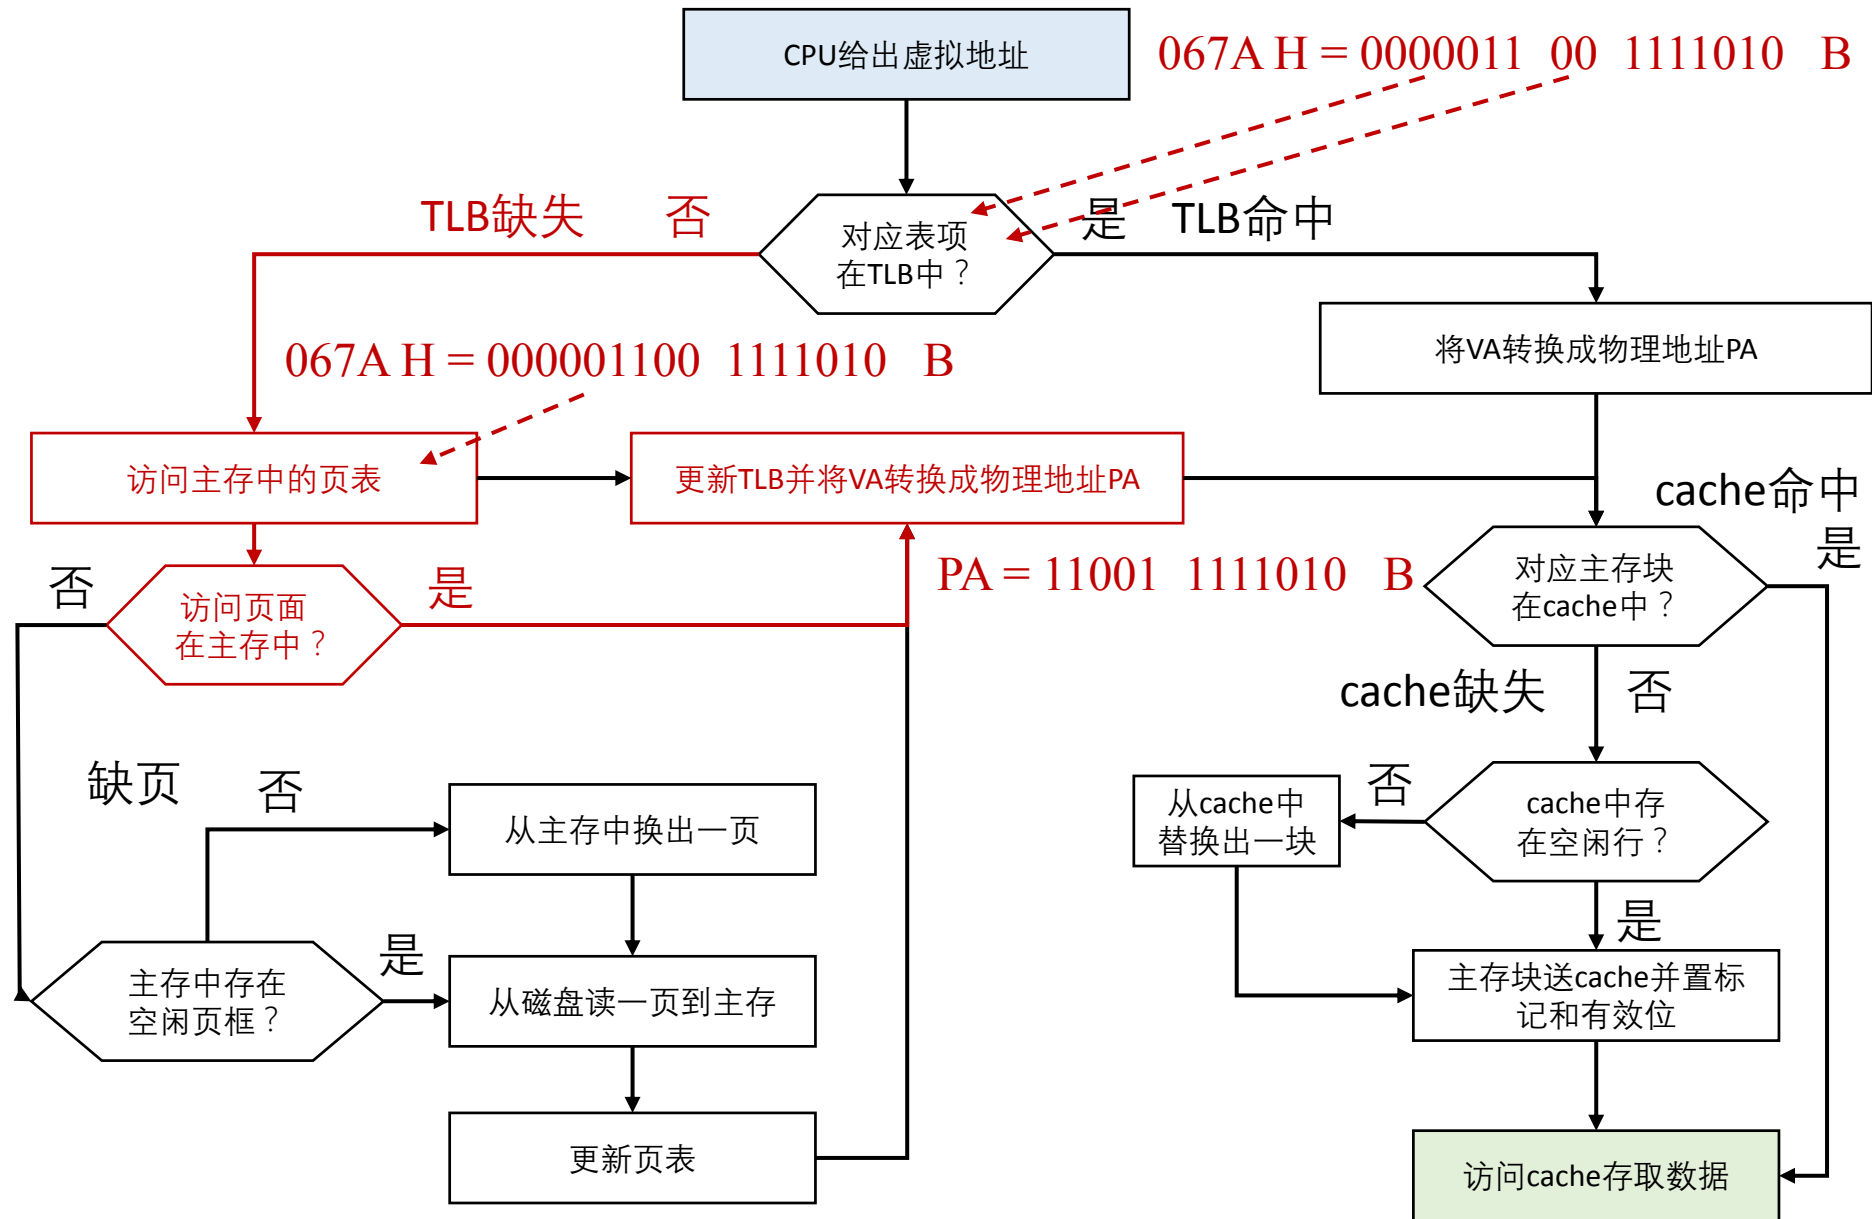 CPU给出虚拟地址
067A H = 0000011 00 1111010 B
TLB缺失 否
对应表项
在TLB中？
是 TLB命中
将VA转换成物理地址PA
067A H = 000001100 1111010 B
访问主存中的页表
更新TLB并将VA转换成物理地址PA
cache命中
是
否
访问页面
在主存中？
是
PA = 11001 1111010 B
对应主存块
在cache中？
cache缺失 否
缺页 否
从主存中换出一页
从cache中
替换出一块
否
cache中存
在空闲行？
是
主存中存在
空闲页框？
是
从磁盘读一页到主存
主存块送cache并置标
记和有效位
更新页表
访问cache存取数据